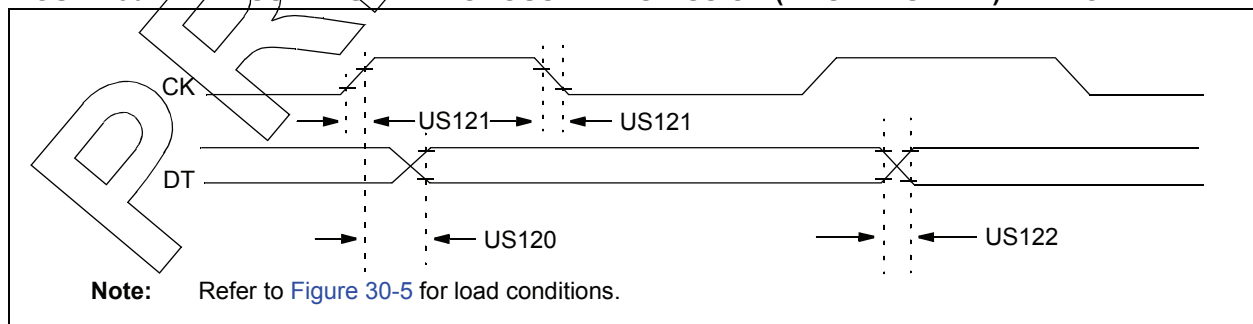 CK
US121
US121
DT
US120
US122
Note: Refer to Figure 30-5 for load conditions.